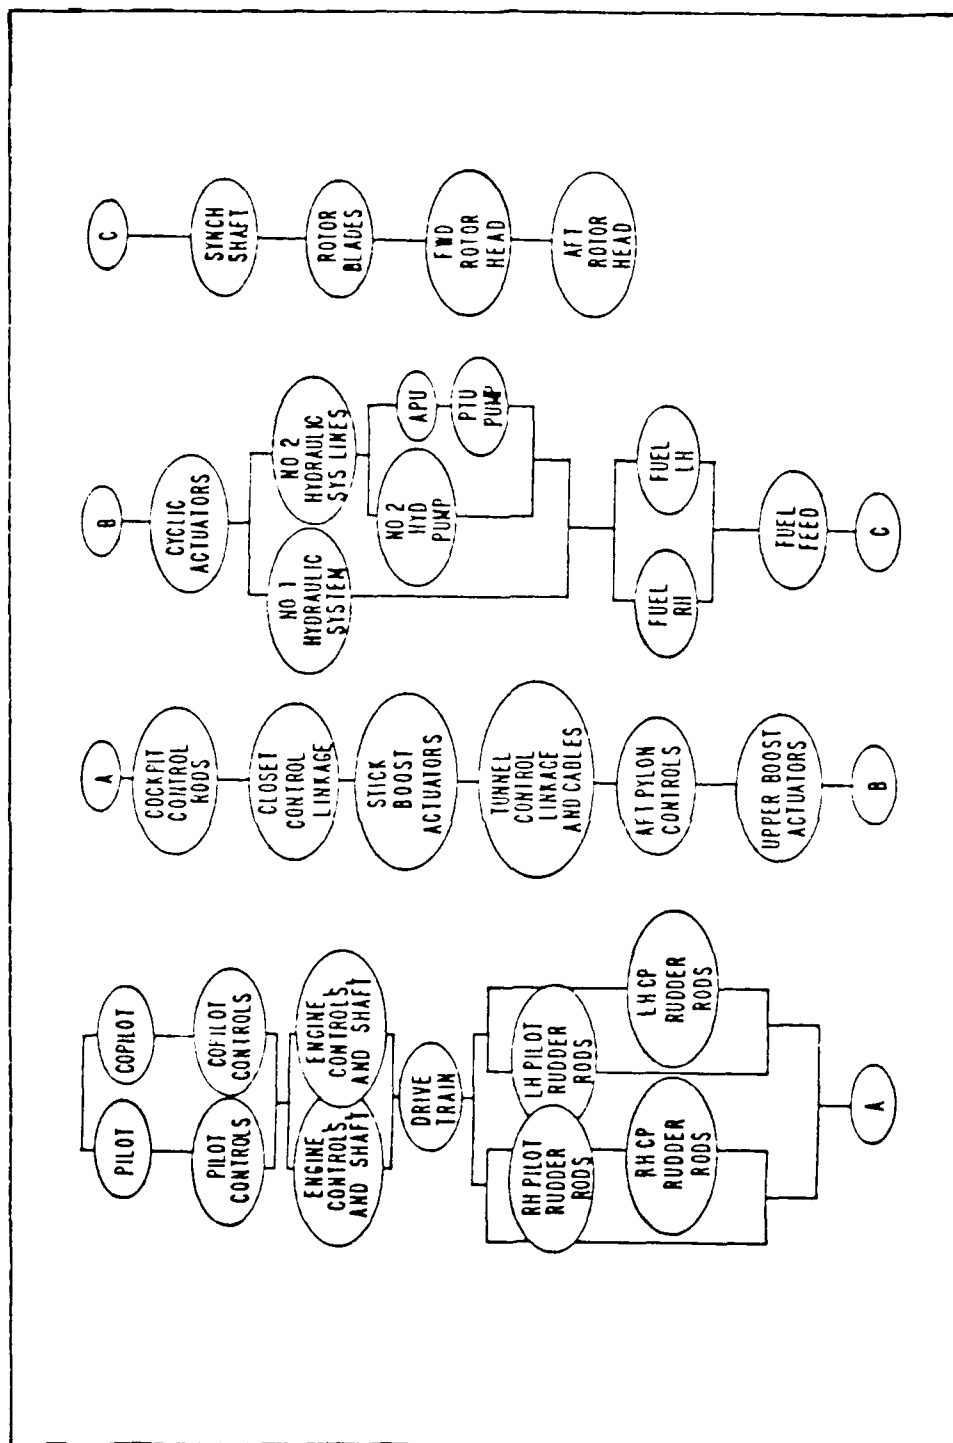 PILOT
COPILOT
PILOT
CONTROLS
COPILOT
CONTROLS
ENGINE
CONTROLS
AND SHAFT
ENGINE
CONTROLS
AND SHAFT
DRIVE
TRAIN
RH PILOT
RUDDER
RODS
LH PILOT
RUDDER
RODS
RH CP
RUDDER
RODS
LH CP
RUDDER
RODS
A
A
COCKPIT
CONTROL
RODS
CLOSET
CONTROL
LINKAGE
STICK
BOOST
ACTUATORS
TUNNEL
CONTROL
LINKAGE
AND CABLES
AFT PYLON
CONTROLS
UPPER BOOST
ACTUATORS
B
B
CYCLIC
ACTUATORS
NO 1
HYDRAULIC
SYSTEM
NO 2
HYDRAULIC
SYS LINES
NO 2
HYD
PUMP
APU
PTU
PUMP
FUEL
RH
FUEL
LH
FUEL
FEED
C
C
SYNCH
SHAFT
ROTOR
BLADES
FWD
ROTOR
HEAD
AFT
ROTOR
HEAD